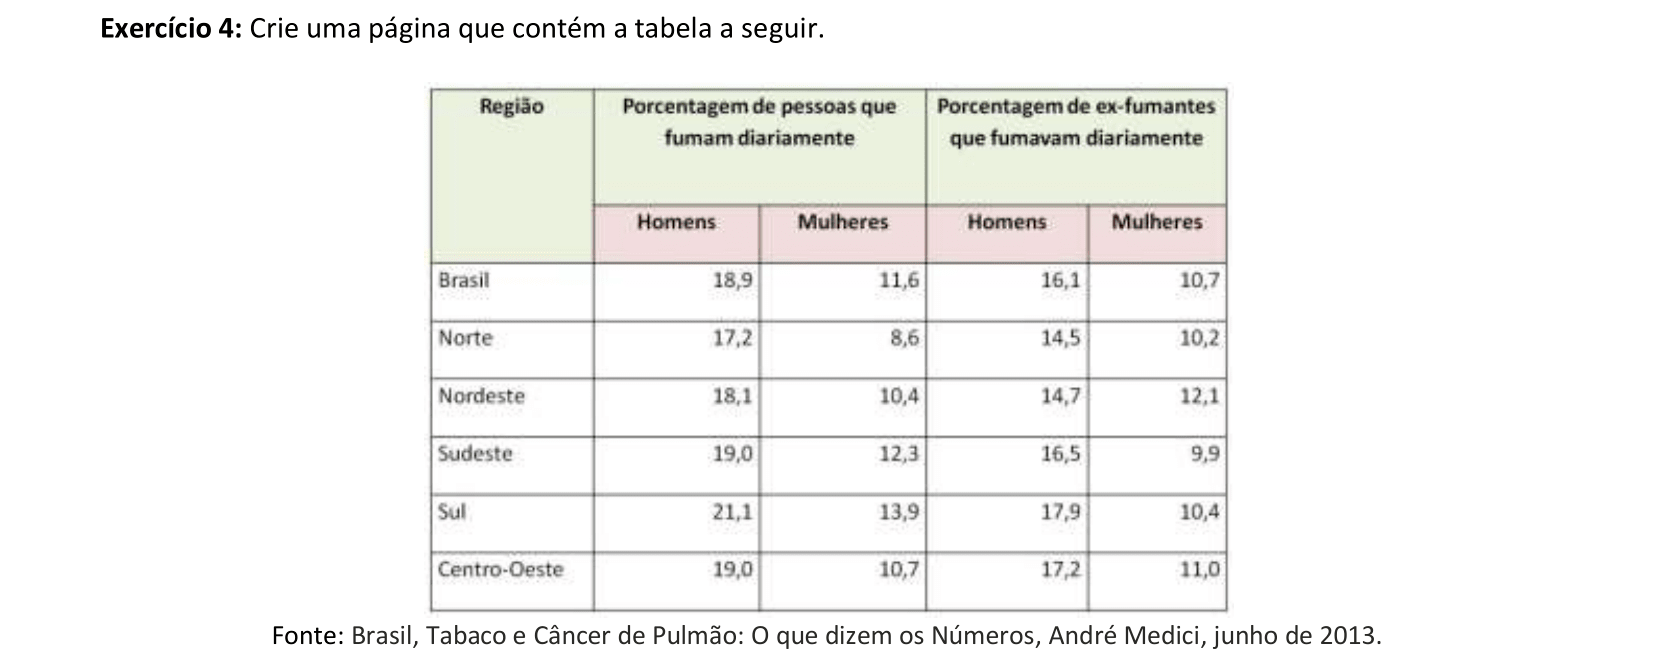 Exercício 4: Crie uma página que contém a tabela a seguir.
Região Porcentagem de pessoas que fumam diariamente Porcentagem de ex-fumantes que fumavam diariamente
Homens Mulheres Homens Mulheres
Brasil 18,9 11,6 16,1 10,7
Norte 17,2 8,6 14,5 10,2
Nordeste 18,1 10,4 14,7 12,1
Sudeste 19,0 12,3 16,5 9,9
Sul 21,1 13,9 17,9 10,4
Centro-Oeste 19,0 10,7 17,2 11,0
Fonte: Brasil, Tabaco e Câncer de Pulmão: O que dizem os Números, André Medici, junho de 2013.